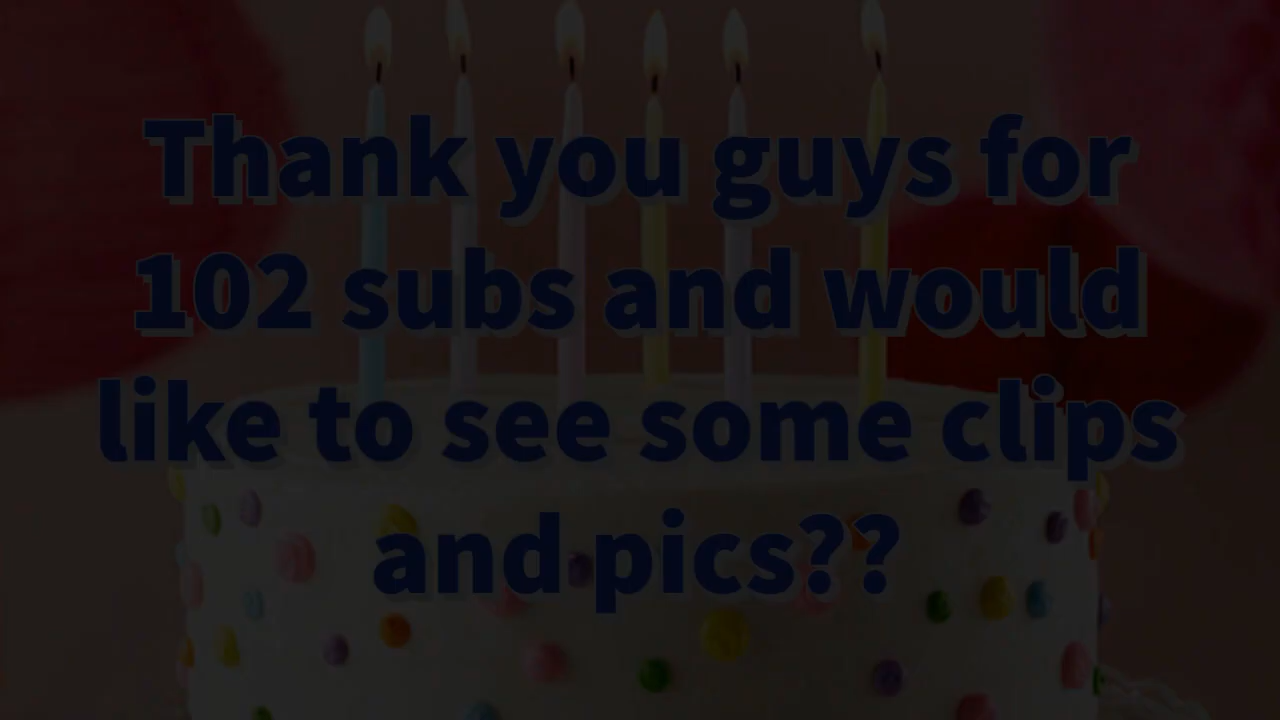 Thank you guys for
102 subs and would
like to see some clips
and pics??